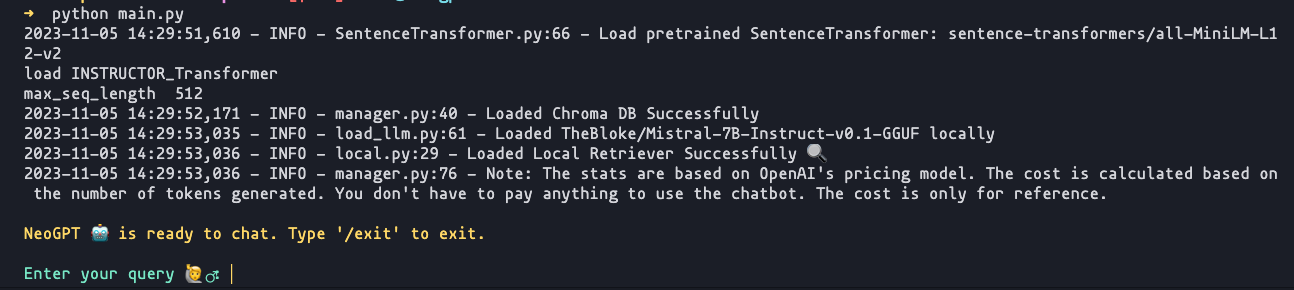 → python main.py
2023-11-05 14:29:51,610 - INFO - SentenceTransformer.py:66 - Load pretrained SentenceTransformer: sentence-transformers/all-MiniLM-L1
2-v2
load INSTRUCTOR_Transformer
max_seq_length  512
2023-11-05 14:29:52,171 - INFO - manager.py:40 - Loaded Chroma DB Successfully
2023-11-05 14:29:53,035 - INFO - load_llm.py:61 - Loaded TheBloke/Mistral-7B-Instruct-v0.1-GGUF locally
2023-11-05 14:29:53,036 - INFO - local.py:29 - Loaded Local Retriever Successfully 🔍
2023-11-05 14:29:53,036 - INFO - manager.py:76 - Note: The stats are based on OpenAI's pricing model. The cost is calculated based on
the number of tokens generated. You don't have to pay anything to use the chatbot. The cost is only for reference.
NeoGPT 🤖 is ready to chat. Type '/exit' to exit.
Enter your query 🙋♂: